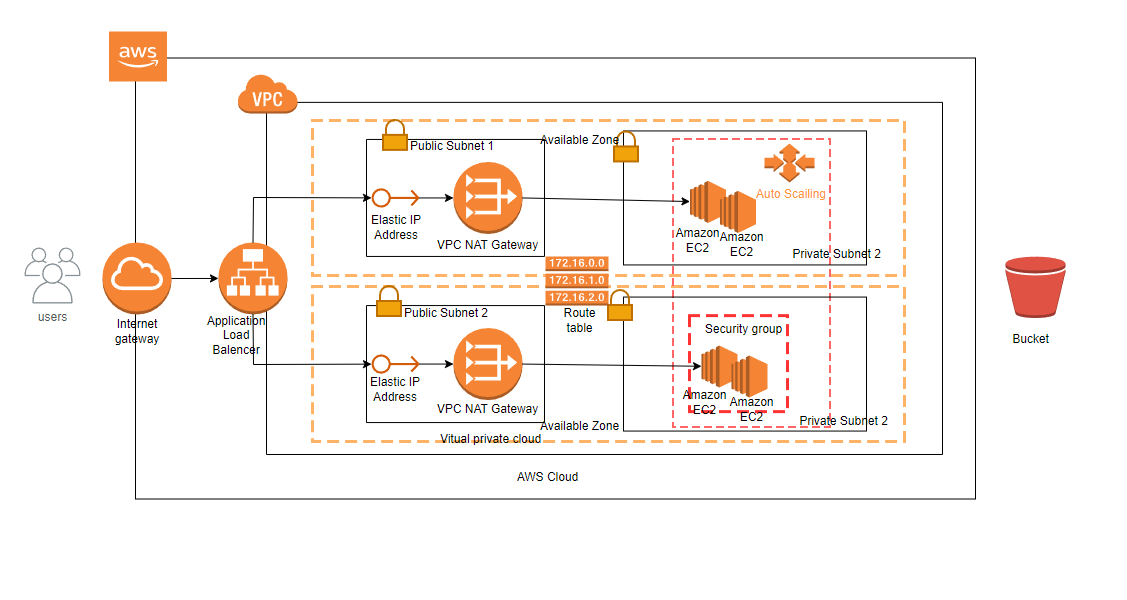 aws
VPC
Public Subnet 1
Available Zone
Auto Scailing
Elastic IP
Address
VPC NAT Gateway
Amazon
EC2
Amazon
EC2
Private Subnet 2
172.16.0.0
172.16.1.0
172.16.2.0
Route
table
users
Internet
gateway
Application
Load
Balencer
Public Subnet 2
Security group
Bucket
Elastic IP
Address
VPC NAT Gateway
Amazon
EC2
Amazon
EC2
Private Subnet 2
Available Zone
Vitual private cloud
AWS Cloud